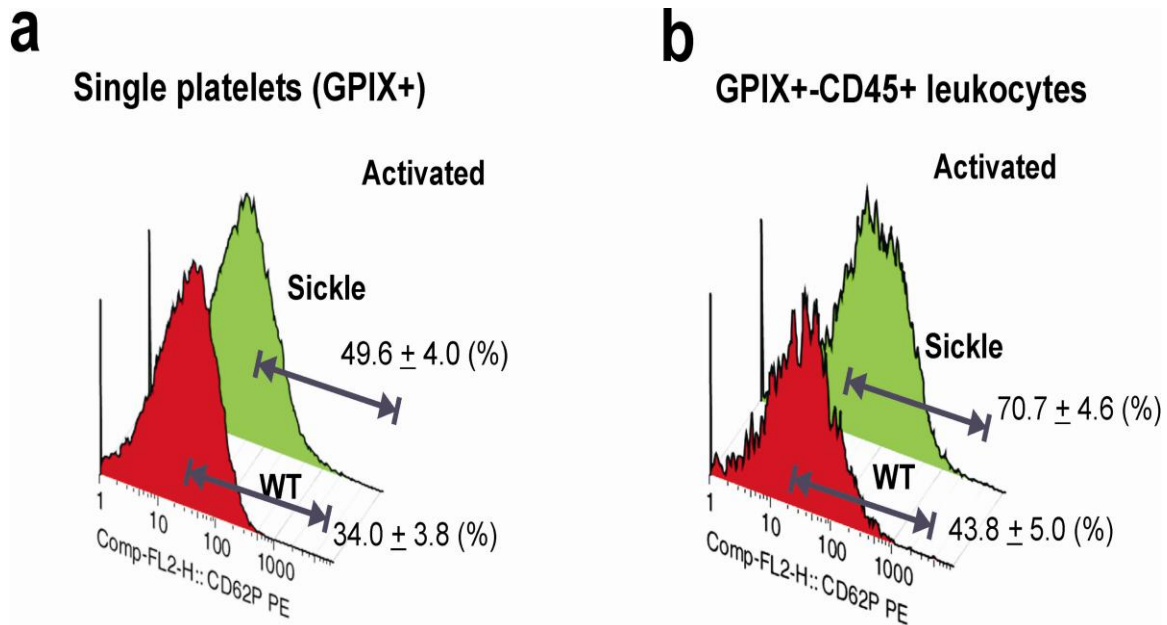 a
Single platelets (GPIX+)
Activated
Sickle
49.6 ± 4.0 (%)
WT
34.0 ± 3.8 (%)
1
10
100
1000
Comp-FL2-H:: CD62P PE
b
GPIX+-CD45+ leukocytes
Activated
Sickle
70.7 ± 4.6 (%)
WT
43.8 ± 5.0 (%)
1
10
100
1000
Comp-FL2-H:: CD62P PE